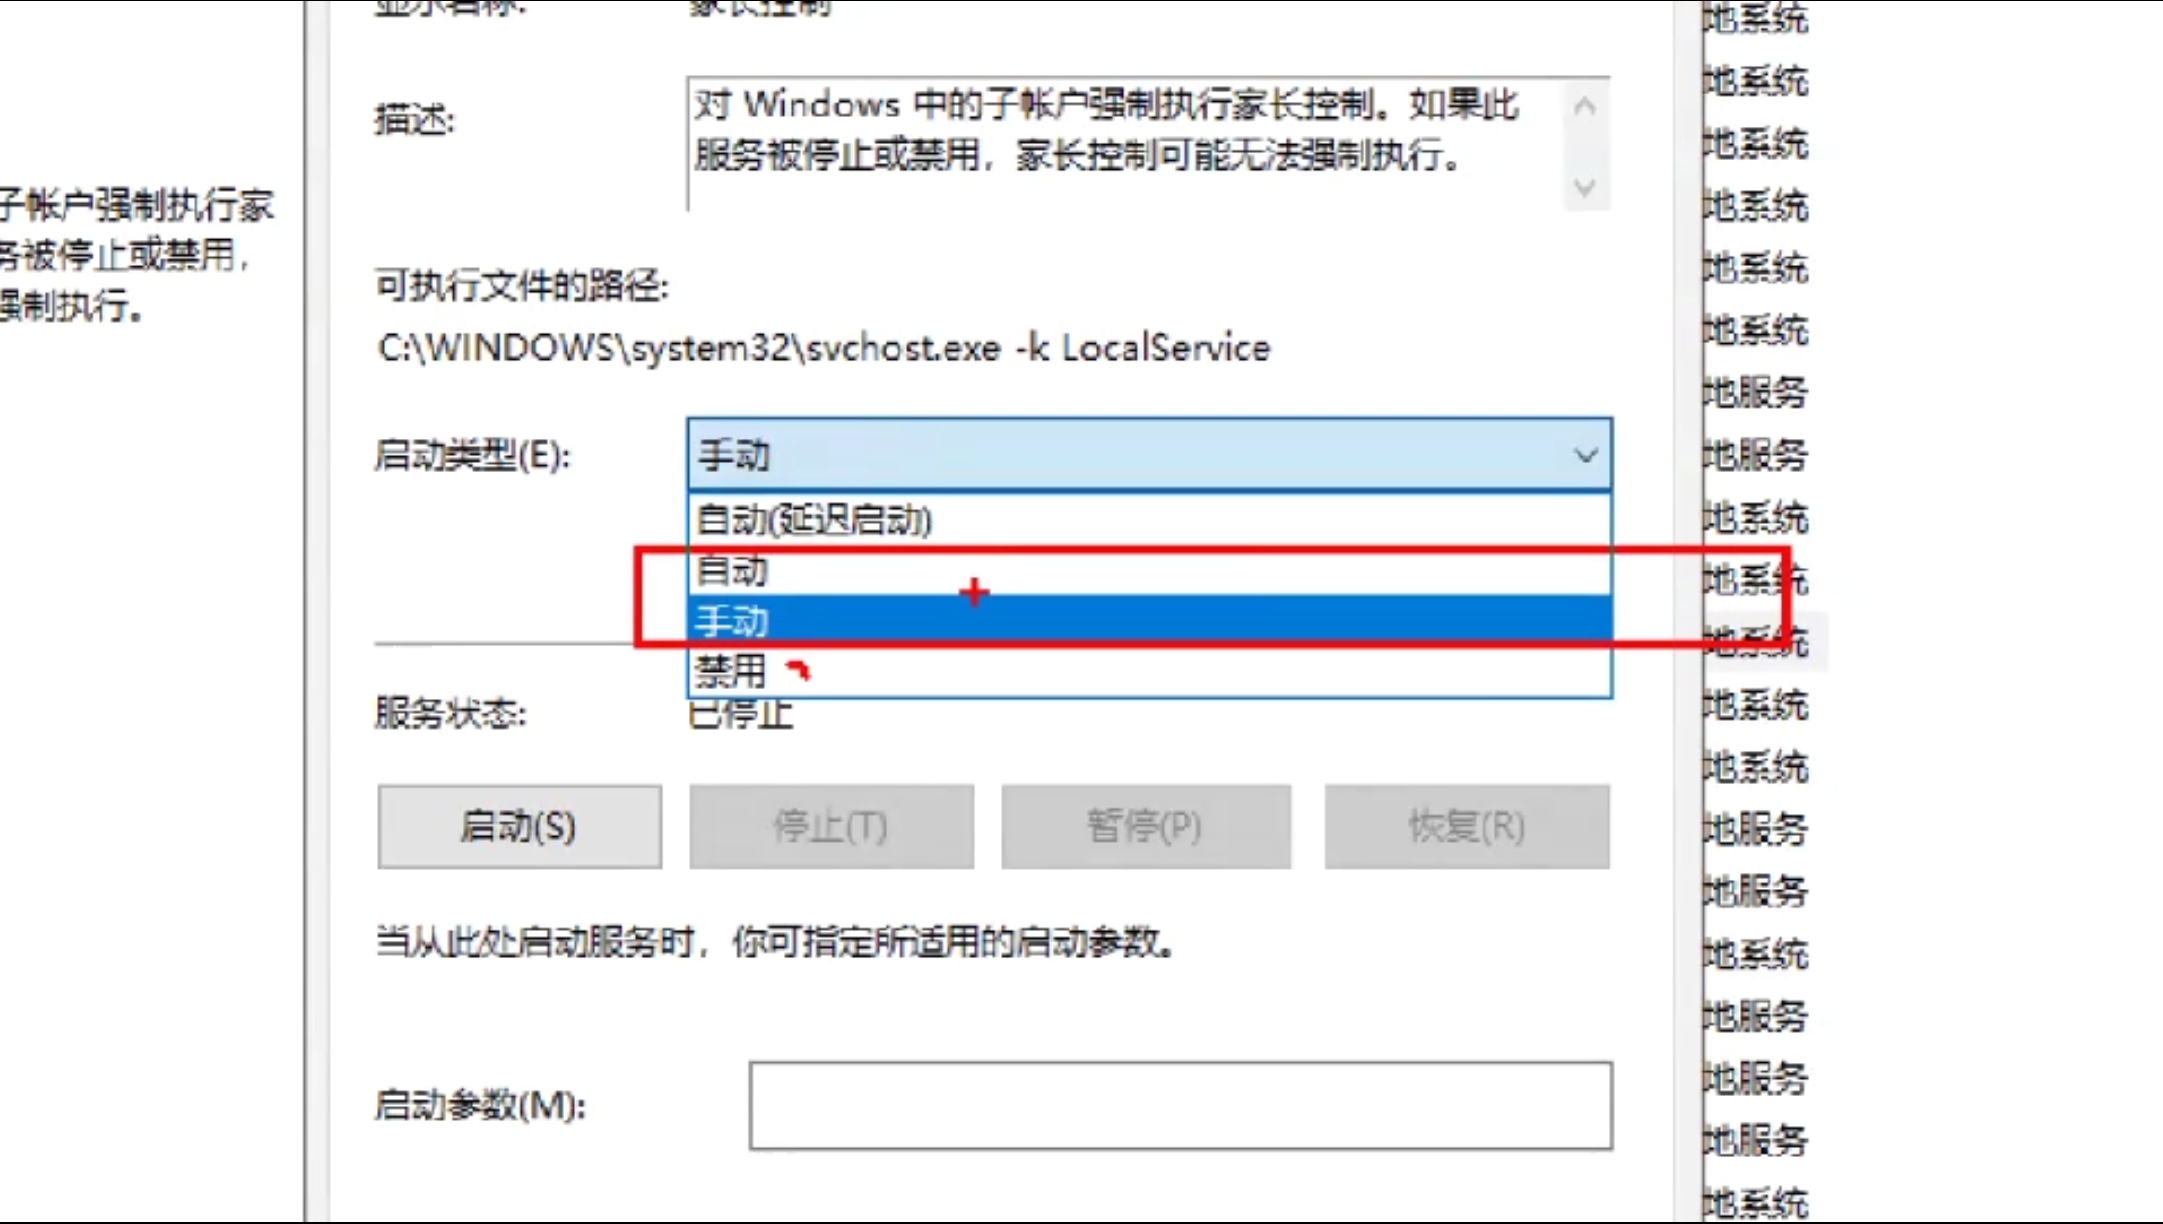 显示名称:
家长控制
描述:
对 Windows 中的子帐户强制执行家长控制。如果此
服务被停止或禁用，家长控制可能无法强制执行。
子帐户强制执行家
务被停止或禁用，
强制执行。
可执行文件的路径:
C:\WINDOWS\system32\svchost.exe -k LocalService
启动类型(E):
手动
自动(延迟启动)
自动
手动
禁用
服务状态:
已停止
启动(S)
停止(T)
暂停(P)
恢复(R)
当从此处启动服务时，你可指定所适用的启动参数。
启动参数(M):
地系统
地系统
地系统
地系统
地系统
地系统
地服务
地服务
地系统
地系统
地系统
地系统
地系统
地服务
地服务
地系统
地服务
地服务
地服务
地系统